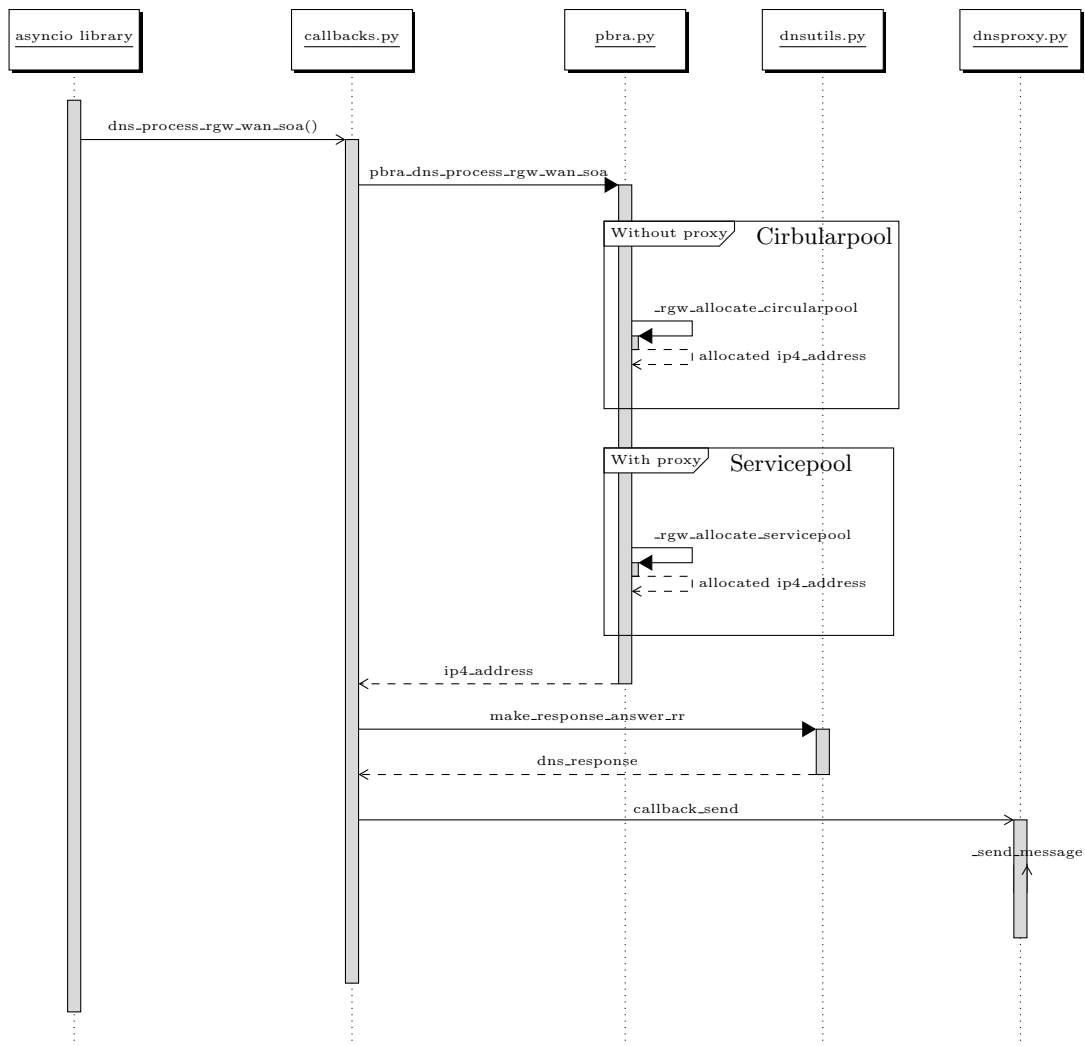 asyncio library
callbacks.py
pbra.py
dnsutils.py
dnsproxy.py
dns_process_rgw_wan_soa()
pbra_dns_process_rgw_wan_soa
Without proxy
Cirbularpool
_rgw_allocate_circularpool
allocated ip4_address
With proxy
Servicepool
_rgw_allocate_servicepool
allocated ip4_address
ip4_address
make_response_answer_rr
dns_response
callback_send
_send_message